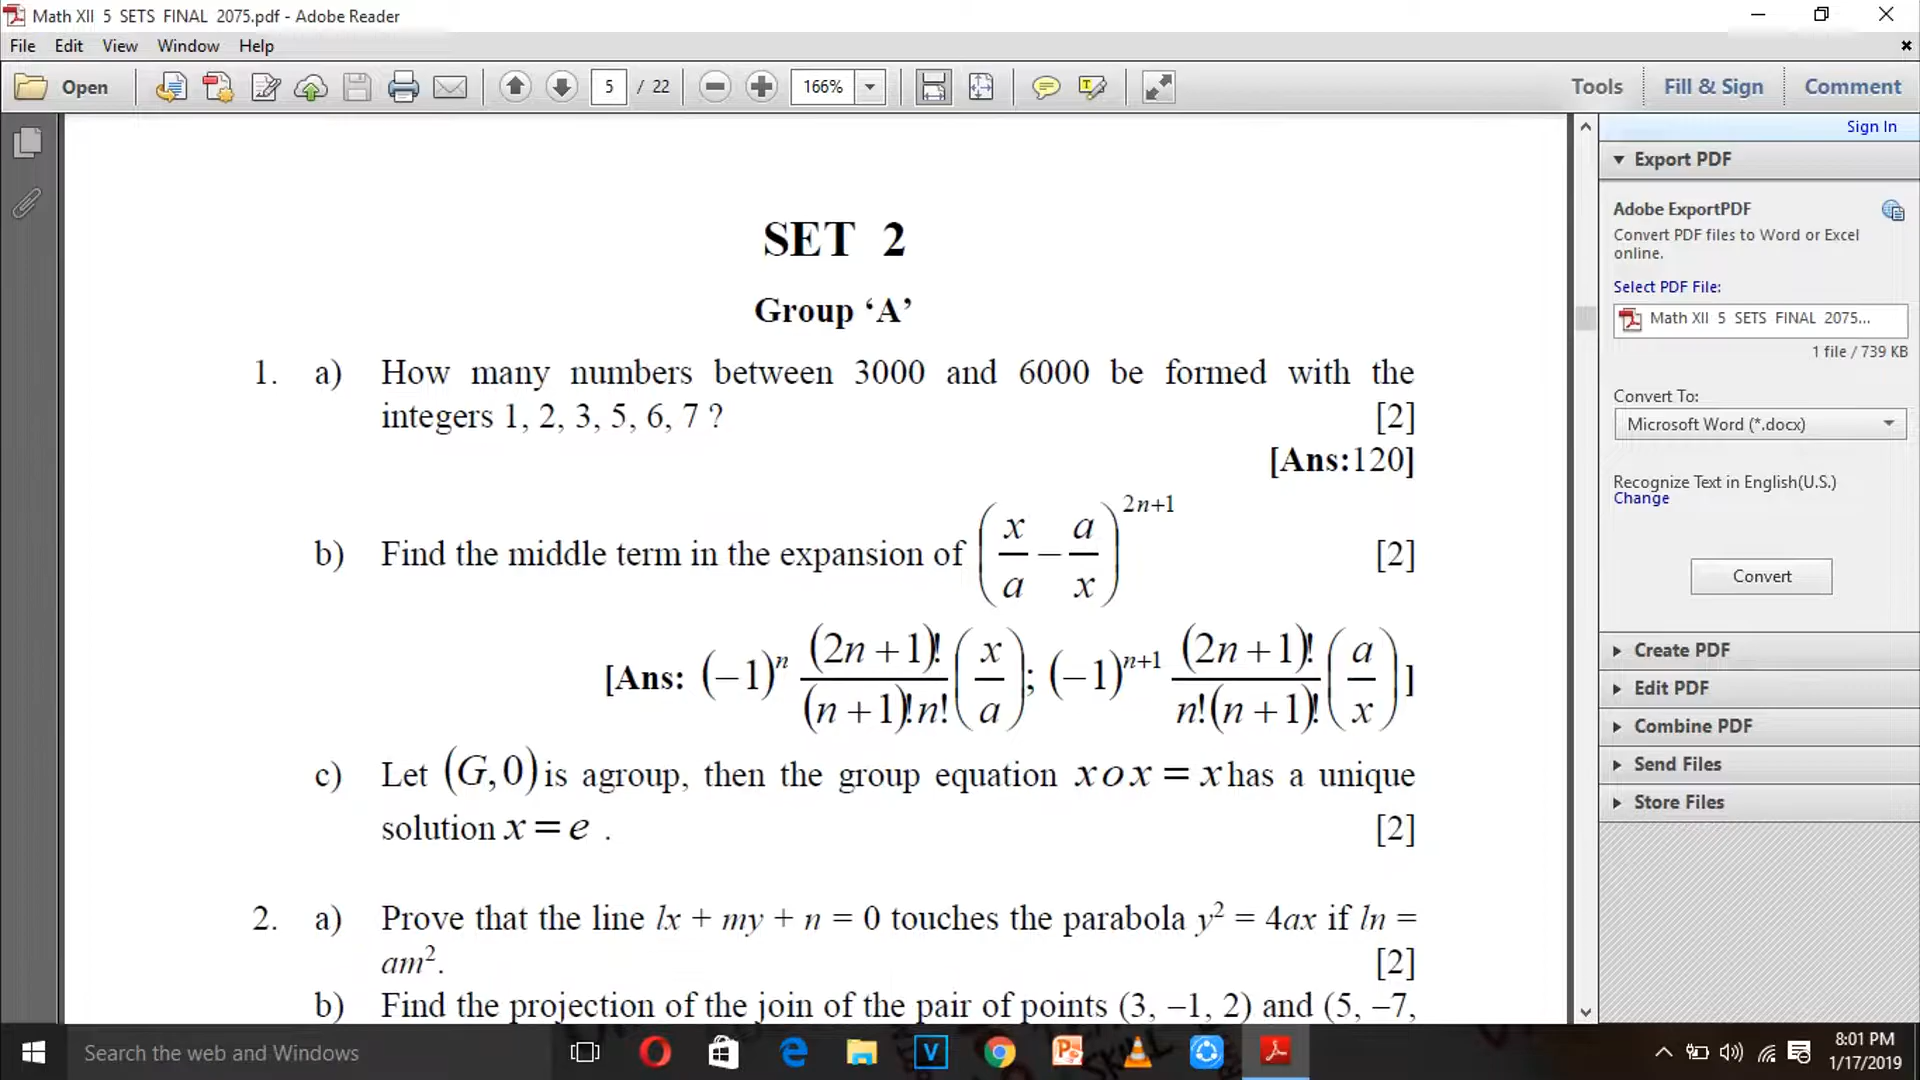 Math XII 5 SETS FINAL 2075.pdf - Adobe Reader
File Edit View Window Help
Open 5 / 22 166% Tools Fill & Sign Comment
Sign In
Export PDF
Adobe ExportPDF
Convert PDF files to Word or Excel
online.
Select PDF File:
Math XII 5 SETS FINAL 2075...
1 file / 739 KB
Convert To:
Microsoft Word (*.docx)
Recognize Text in English(U.S.)
Change
Convert
Create PDF
Edit PDF
Combine PDF
Send Files
Store Files
SET 2
Group ‘A’
1. a) How many numbers between 3000 and 6000 be formed with the
integers 1, 2, 3, 5, 6, 7 ? [2]
[Ans:120]
b) Find the middle term in the expansion of (x/a − a/x)^(2n+1) [2]
[Ans: (−1)^n (2n+1)!/((n+1)!n!) (x/a); (−1)^(n+1) (2n+1)!/(n!(n+1)!) (a/x)]
c) Let (G,0) is agroup, then the group equation x o x = x has a unique
solution x = e . [2]
2. a) Prove that the line lx + my + n = 0 touches the parabola y² = 4ax if ln =
am². [2]
b) Find the projection of the join of the pair of points (3, –1, 2) and (5, –7,
Search the web and Windows
8:01 PM
1/17/2019